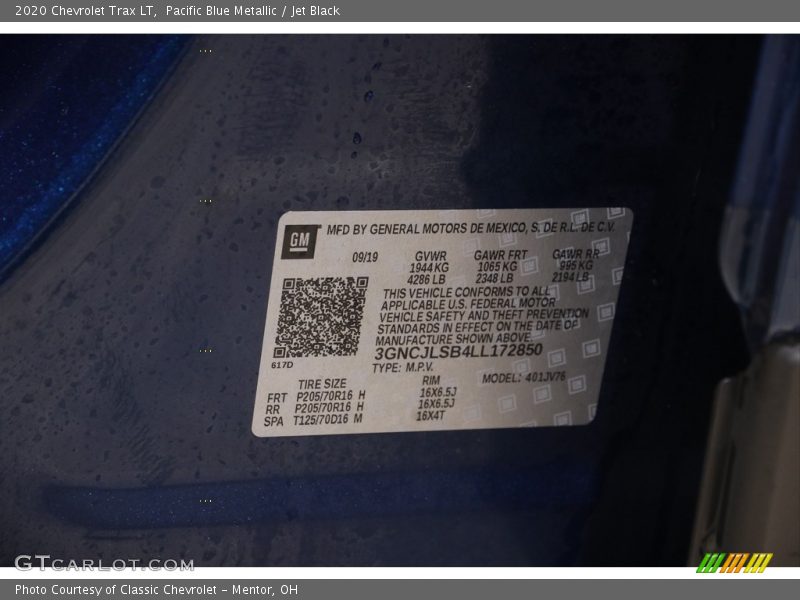 2020 Chevrolet Trax LT,  Pacific Blue Metallic / Jet Black
GM
MFD BY GENERAL MOTORS DE MEXICO, S. DE R.L. DE C.V.
09/19 GVWR GAWR FRT GAWR RR
1944 KG 1065 KG 995 KG
4286 LB 2348 LB 2194 LB
THIS VEHICLE CONFORMS TO ALL
APPLICABLE U.S. FEDERAL MOTOR
VEHICLE SAFETY AND THEFT PREVENTION
STANDARDS IN EFFECT ON THE DATE OF
MANUFACTURE SHOWN ABOVE.
3GNCJLSB4LL172850
617D
TYPE: M.P.V. MODEL: 401JV76
TIRE SIZE RIM
FRT P205/70R16 H 16X6.5J
RR P205/70R16 H 16X6.5J
SPA T125/70D16 M 16X4T
GTCARLOT.COM
Photo Courtesy of Classic Chevrolet - Mentor, OH